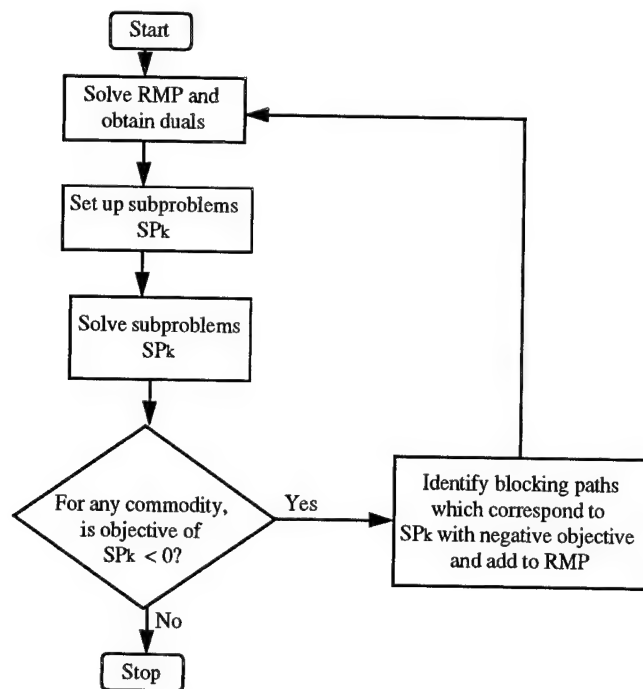 Start
Solve RMP and
obtain duals
Set up subproblems
SPk
Solve subproblems
SPk
For any commodity,
is objective of
SPk < 0?
Yes
Identify blocking paths
which correspond to
SPk with negative objective
and add to RMP
No
Stop